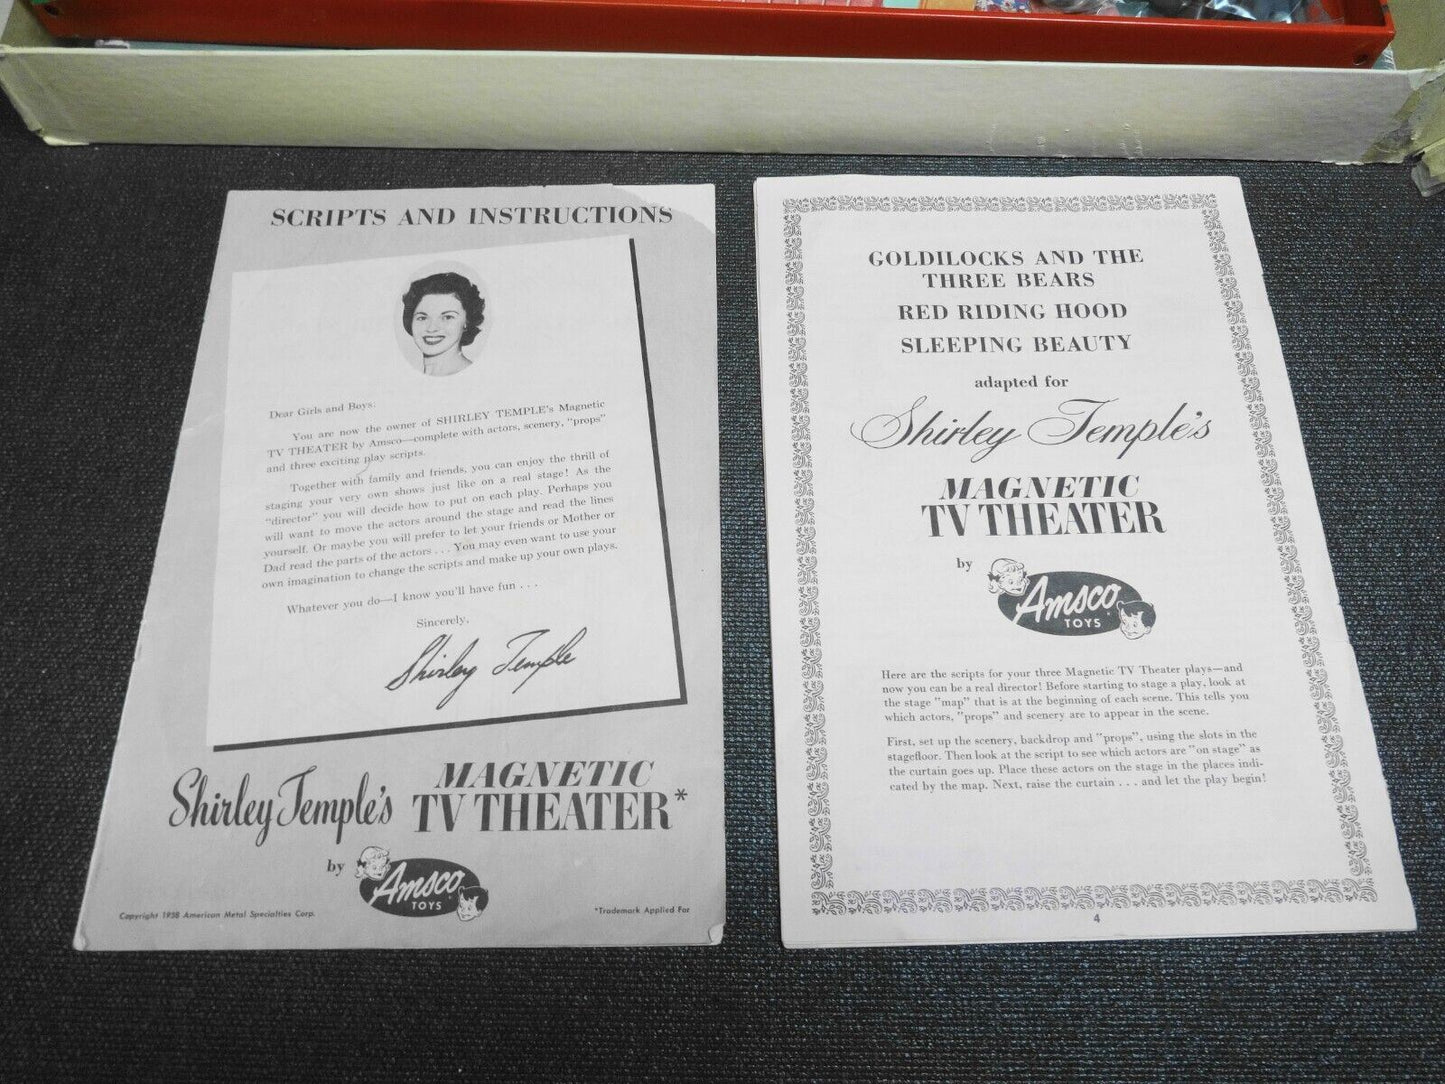 SCRIPTS AND INSTRUCTIONS
Dear Girls and Boys:
You are now the owner of SHIRLEY TEMPLE's Magnetic
TV THEATER by Amsco—complete with actors, scenery, "props"
and three exciting play scripts.
Together with family and friends, you can enjoy the thrill of
staging your very own shows just like on a real stage! As the
"director" you will decide how to put on each play. Perhaps you
will want to move the actors around the stage and read the lines
yourself. Or maybe you will prefer to let your friends or Mother or
Dad read the parts of the actors . . . You may even want to use your
own imagination to change the scripts and make up your own plays.
Whatever you do—I know you'll have fun . . .
Sincerely,
Shirley Temple
Shirley Temple's
MAGNETIC
TV THEATER*
by
Amsco
TOYS
Copyright 1958 American Metal Specialties Corp.
*Trademark Applied For
GOLDILOCKS AND THE
THREE BEARS
RED RIDING HOOD
SLEEPING BEAUTY
adapted for
Shirley Temple's
MAGNETIC
TV THEATER
by
Amsco
TOYS
Here are the scripts for your three Magnetic TV Theater plays—and
now you can be a real director! Before starting to stage a play, look at
the stage "map" that is at the beginning of each scene. This tells you
which actors, "props" and scenery are to appear in the scene.
First, set up the scenery, backdrop and "props", using the slots in the
stagefloor. Then look at the script to see which actors are "on stage" as
the curtain goes up. Place these actors on the stage in the places indi-
cated by the map. Next, raise the curtain . . . and let the play begin!
4